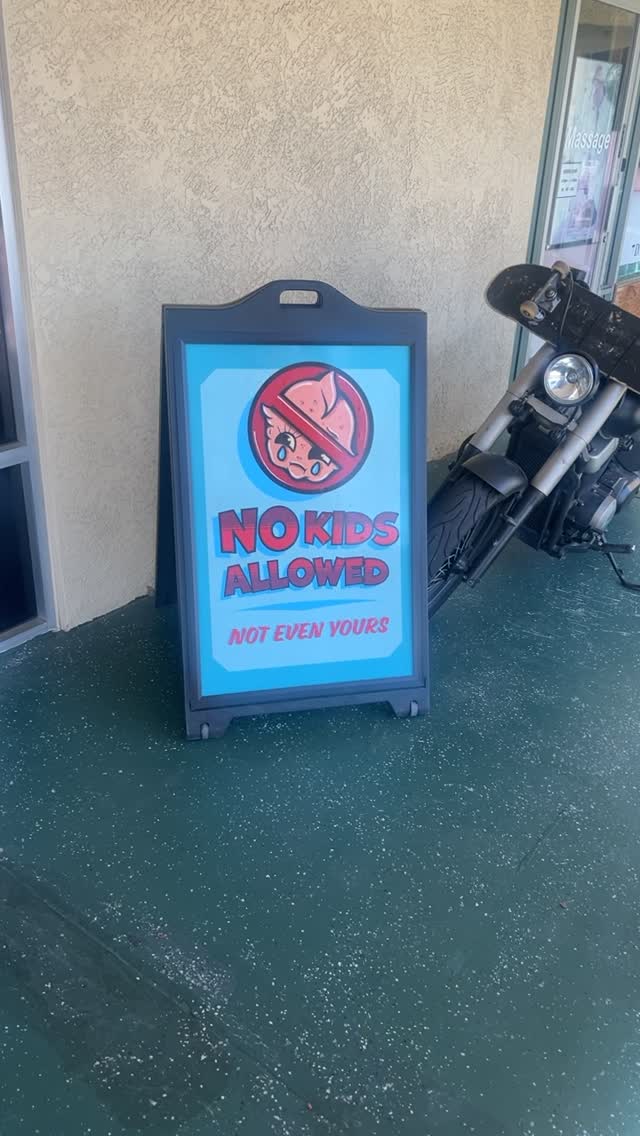 NO KIDS
ALLOWED
NOT EVEN YOURS
Massage